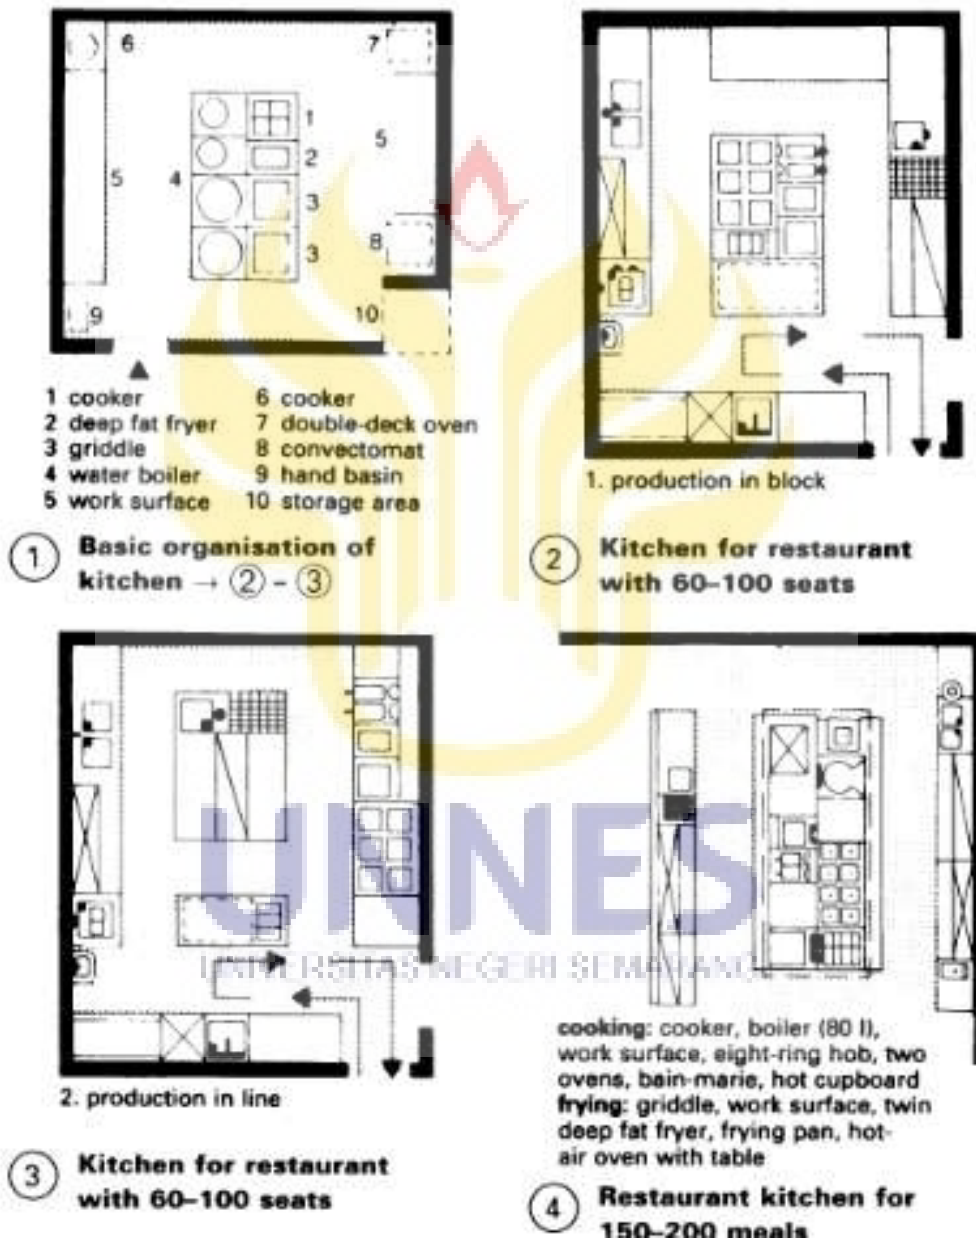 6
7
1
5
2
5
4
3
8
3
9
10
1 cooker
2 deep fat fryer
3 griddle
4 water boiler
5 work surface
6 cooker
7 double-deck oven
8 convectomat
9 hand basin
10 storage area
1 Basic organisation of
kitchen → 2 – 3
1. production in block
2 Kitchen for restaurant
with 60–100 seats
2. production in line
3 Kitchen for restaurant
with 60–100 seats
cooking: cooker, boiler (80 l),
work surface, eight-ring hob, two
ovens, bain-marie, hot cupboard
frying: griddle, work surface, twin
deep fat fryer, frying pan, hot-
air oven with table
4 Restaurant kitchen for
150–200 meals
UNNES
UNIVERSITAS NEGERI SEMARANG